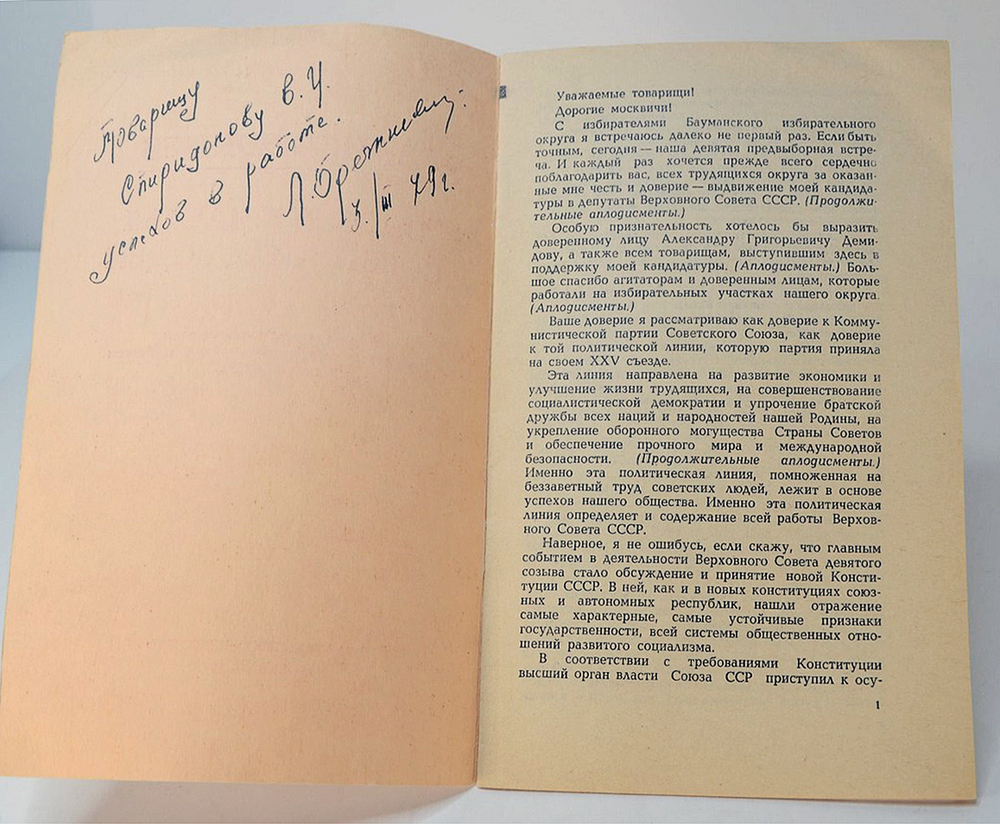 Товарищу
Спиридонову В. И.
успехов в работе.
Л. Брежнев
3/III 79 г.
Уважаемые товарищи!
Дорогие москвичи!
С избирателями Бауманского избирательного
округа я встречаюсь далеко не первый раз. Если быть
точным, сегодня — наша девятая предвыборная встре-
ча. И каждый раз хочется прежде всего сердечно
поблагодарить вас, всех трудящихся округа за оказан-
ные мне честь и доверие — выдвижение моей кандида-
туры в депутаты Верховного Совета СССР. (Продолжи-
тельные аплодисменты.)
Особую признательность хотелось бы выразить
доверенному лицу Александру Григорьевичу Деми-
дову, а также всем товарищам, выступившим здесь в
поддержку моей кандидатуры. (Аплодисменты.) Боль-
шое спасибо агитаторам и доверенным лицам, которые
работали на избирательных участках нашего округа.
(Аплодисменты.)
Ваше доверие я рассматриваю как доверие к Комму-
нистической партии Советского Союза, как доверие
к той политической линии, которую партия приняла
на своем XXV съезде.
Эта линия направлена на развитие экономики и
улучшение жизни трудящихся, на совершенствование
социалистической демократии и упрочение братской
дружбы всех наций и народностей нашей Родины, на
укрепление оборонного могущества Страны Советов
и обеспечение прочного мира и международной
безопасности. (Продолжительные аплодисменты.)
Именно эта политическая линия, помноженная на
беззаветный труд советских людей, лежит в основе
успехов нашего общества. Именно эта политическая
линия определяет и содержание всей работы Верхов-
ного Совета СССР.
Наверное, я не ошибусь, если скажу, что главным
событием в деятельности Верховного Совета девятого
созыва стало обсуждение и принятие новой Консти-
туции СССР. В ней, как и в новых конституциях союз-
ных и автономных республик, нашли отражение
самые характерные, самые устойчивые признаки
государственности, всей системы общественных отно-
шений развитого социализма.
В соответствии с требованиями Конституции
высший орган власти Союза ССР приступил к осу-
1